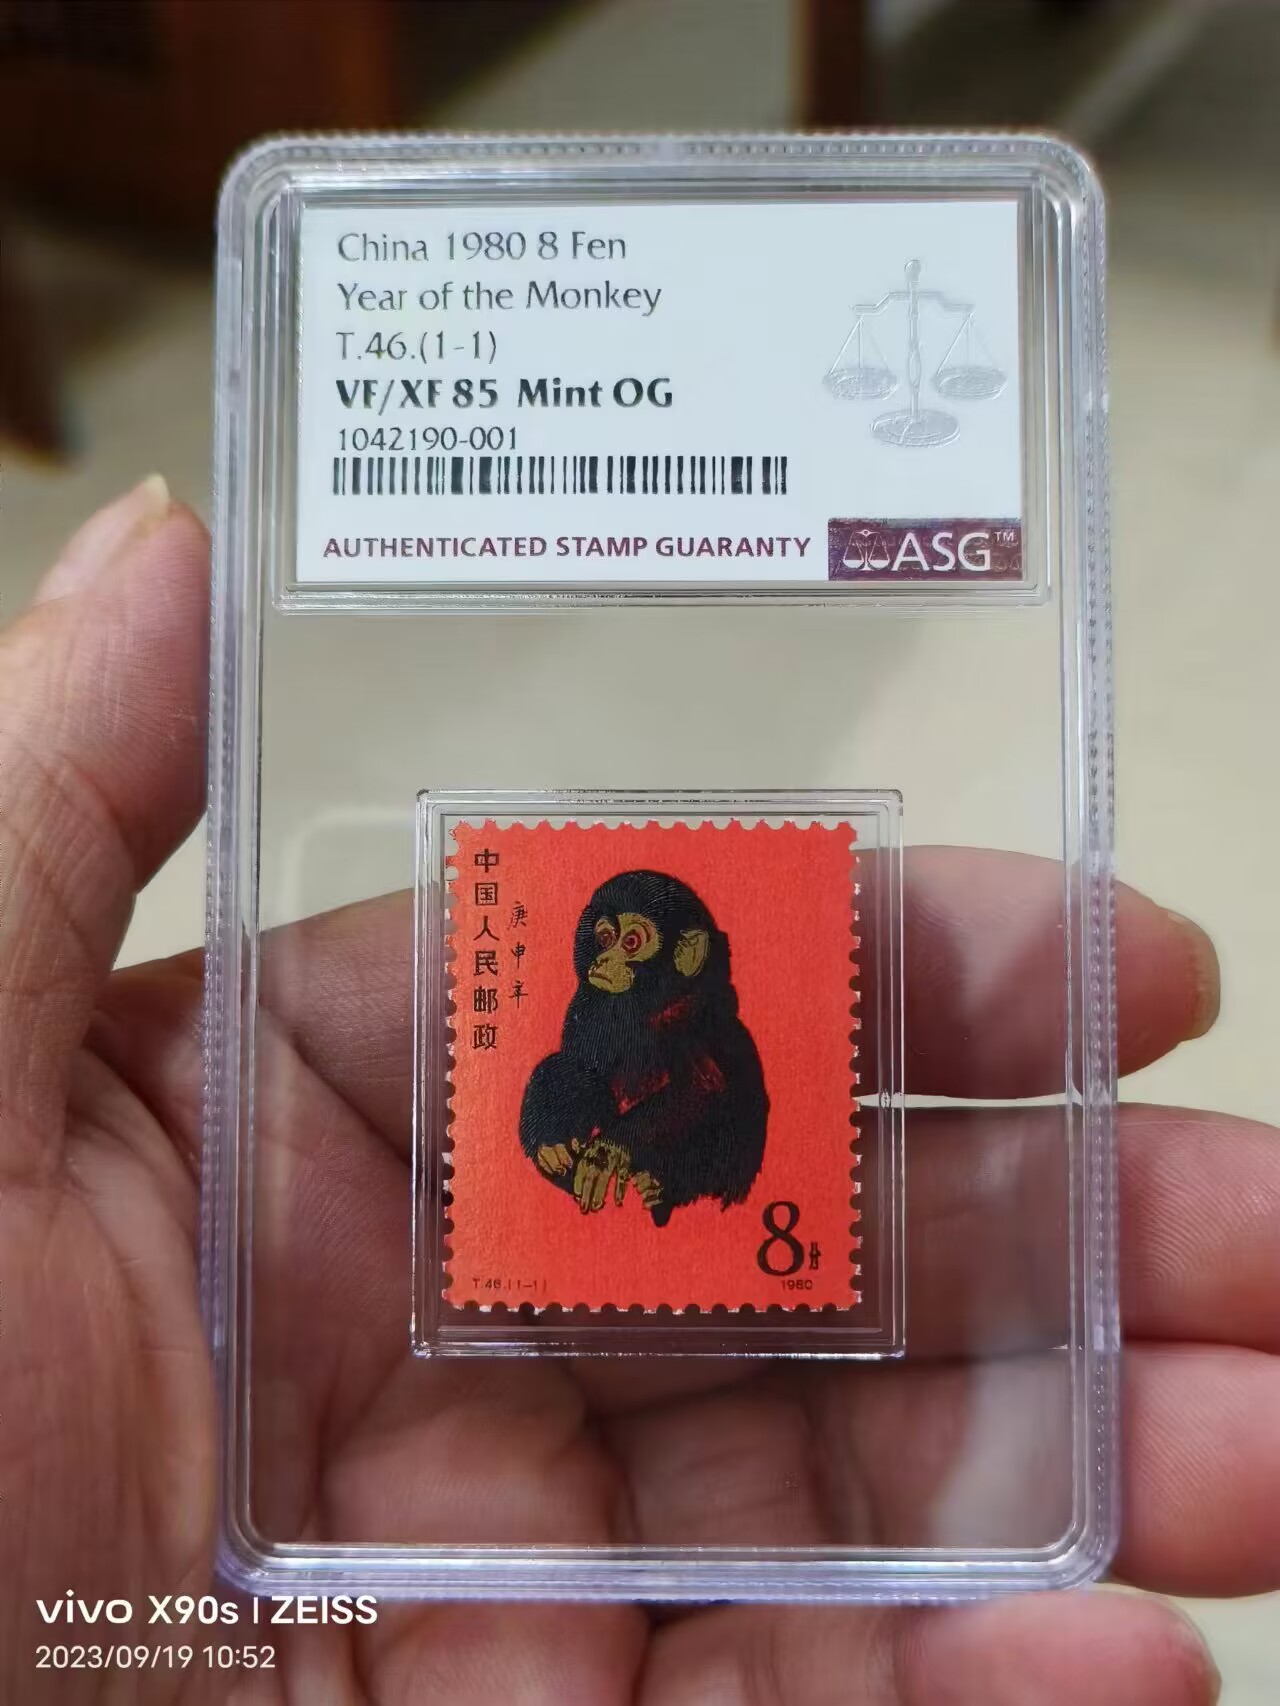 China 1980 8 Fen
Year of the Monkey
T.46.(1-1)
VF/XF 85 Mint OG
1042190-001
AUTHENTICATED STAMP GUARANTY
ASG™
中国人民邮政
庚申年
8分
T.46.(1-1)
1980
vivo X90s | ZEISS
2023/09/19 10:52